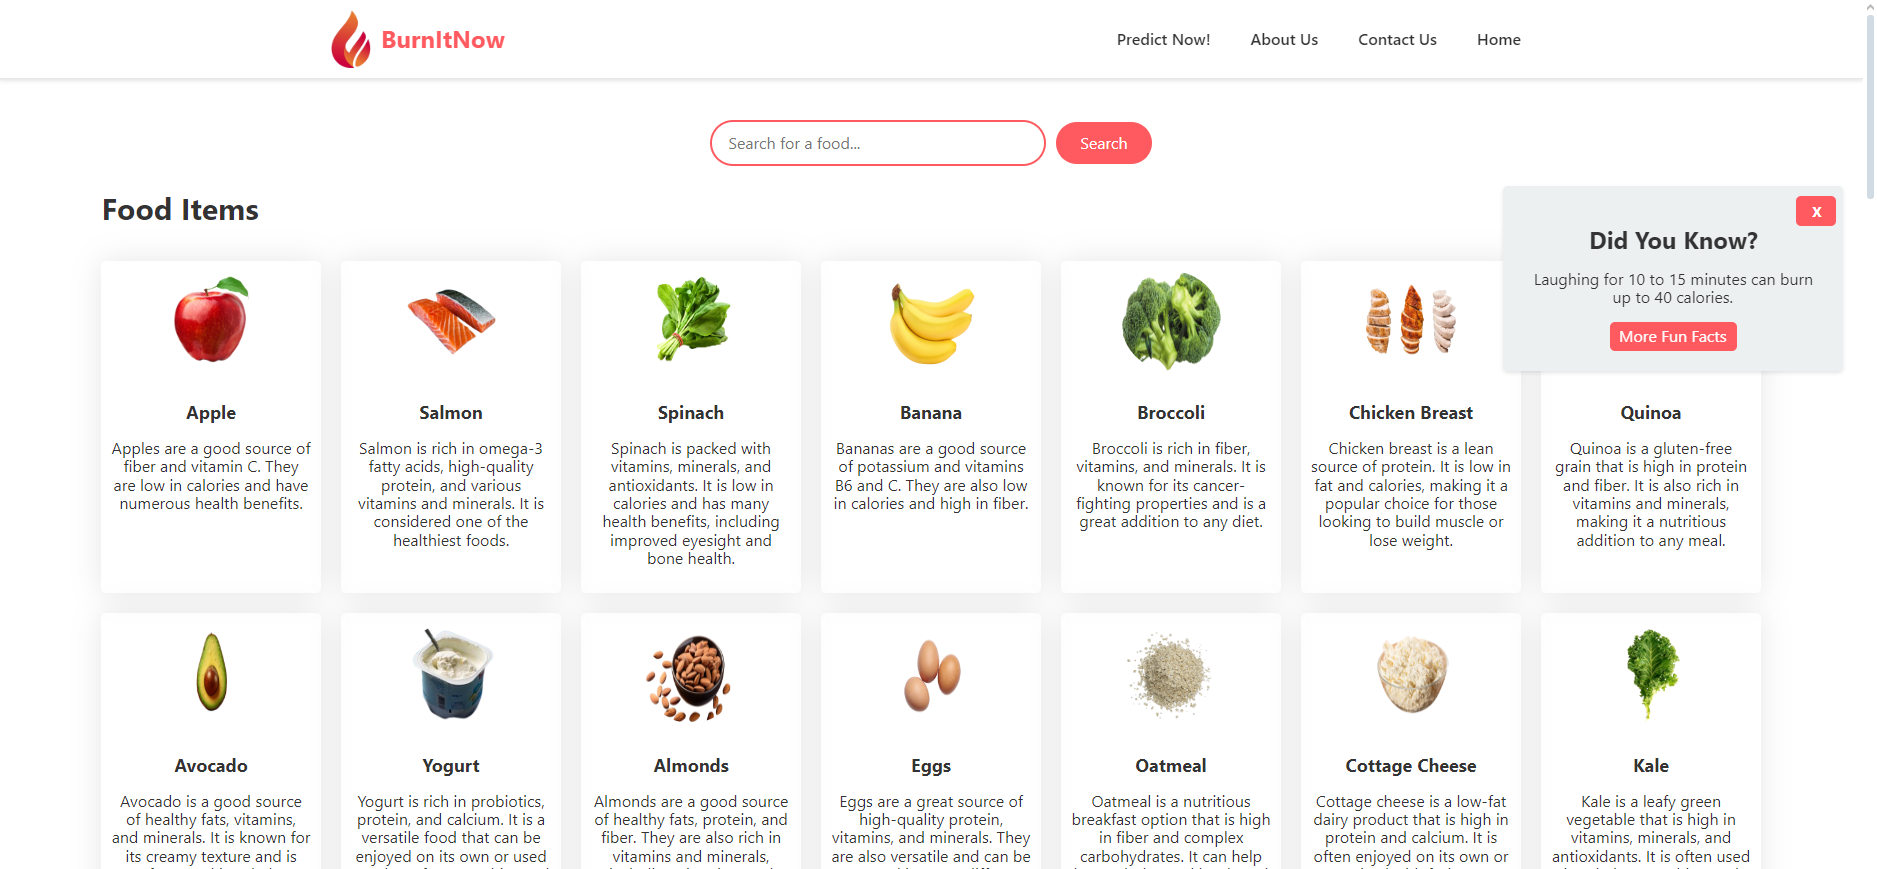 BurnItNow
Predict Now!
About Us
Contact Us
Home
Search for a food...
Search
Food Items
X
Did You Know?
Laughing for 10 to 15 minutes can burn
up to 40 calories.
More Fun Facts
Apple
Apples are a good source of
fiber and vitamin C. They
are low in calories and have
numerous health benefits.
Salmon
Salmon is rich in omega-3
fatty acids, high-quality
protein, and various
vitamins and minerals. It is
considered one of the
healthiest foods.
Spinach
Spinach is packed with
vitamins, minerals, and
antioxidants. It is low in
calories and has many
health benefits, including
improved eyesight and
bone health.
Banana
Bananas are a good source
of potassium and vitamins
B6 and C. They are also low
in calories and high in fiber.
Broccoli
Broccoli is rich in fiber,
vitamins, and minerals. It is
known for its cancer-
fighting properties and is a
great addition to any diet.
Chicken Breast
Chicken breast is a lean
source of protein. It is low in
fat and calories, making it a
popular choice for those
looking to build muscle or
lose weight.
Quinoa
Quinoa is a gluten-free
grain that is high in protein
and fiber. It is also rich in
vitamins and minerals,
making it a nutritious
addition to any meal.
Avocado
Avocado is a good source
of healthy fats, vitamins,
and minerals. It is known for
its creamy texture and is
Yogurt
Yogurt is rich in probiotics,
protein, and calcium. It is a
versatile food that can be
enjoyed on its own or used
Almonds
Almonds are a good source
of healthy fats, protein, and
fiber. They are also rich in
vitamins and minerals,
Eggs
Eggs are a great source of
high-quality protein,
vitamins, and minerals. They
are also versatile and can be
Oatmeal
Oatmeal is a nutritious
breakfast option that is high
in fiber and complex
carbohydrates. It can help
Cottage Cheese
Cottage cheese is a low-fat
dairy product that is high in
protein and calcium. It is
often enjoyed on its own or
Kale
Kale is a leafy green
vegetable that is high in
vitamins, minerals, and
antioxidants. It is often used